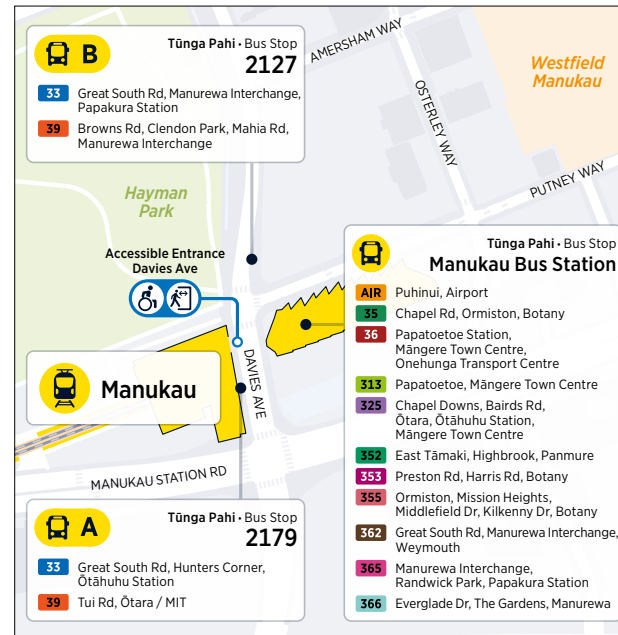 B
Tūnga Pahi • Bus Stop
2127
33 Great South Rd, Manurewa Interchange,
Papakura Station
39 Browns Rd, Clendon Park, Mahia Rd,
Manurewa Interchange
AMERSHAM WAY
OSTERLEY WAY
Westfield
Manukau
PUTNEY WAY
Hayman
Park
Accessible Entrance
Davies Ave
Manukau
DAVIES AVE
MANUKAU STATION RD
A
Tūnga Pahi • Bus Stop
2179
33 Great South Rd, Hunters Corner,
Ōtāhuhu Station
39 Tui Rd, Ōtara / MIT
Tūnga Pahi • Bus Stop
Manukau Bus Station
AIR Puhinui, Airport
35 Chapel Rd, Ormiston, Botany
36 Papatoetoe Station,
Māngere Town Centre,
Onehunga Transport Centre
313 Papatoetoe, Māngere Town Centre
325 Chapel Downs, Bairds Rd,
Ōtara, Ōtāhuhu Station,
Māngere Town Centre
352 East Tāmaki, Highbrook, Panmure
353 Preston Rd, Harris Rd, Botany
355 Ormiston, Mission Heights,
Middlefield Dr, Kilkenny Dr, Botany
362 Great South Rd, Manurewa Interchange,
Weymouth
365 Manurewa Interchange,
Randwick Park, Papakura Station
366 Everglade Dr, The Gardens, Manurewa